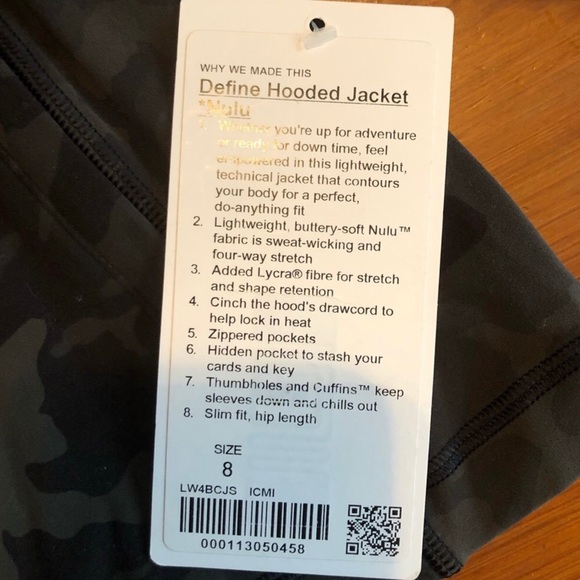 WHY WE MADE THIS
Define Hooded Jacket
*Nulu
1. Whether you're up for adventure
or ready for down time, feel
empowered in this lightweight,
technical jacket that contours
your body for a perfect,
do-anything fit
2. Lightweight, buttery-soft Nulu™
fabric is sweat-wicking and
four-way stretch
3. Added Lycra® fibre for stretch
and shape retention
4. Cinch the hood's drawcord to
help lock in heat
5. Zippered pockets
6. Hidden pocket to stash your
cards and key
7. Thumbholes and Cuffins™ keep
sleeves down and chills out
8. Slim fit, hip length
SIZE
8
LW4BCJS ICMI
000113050458